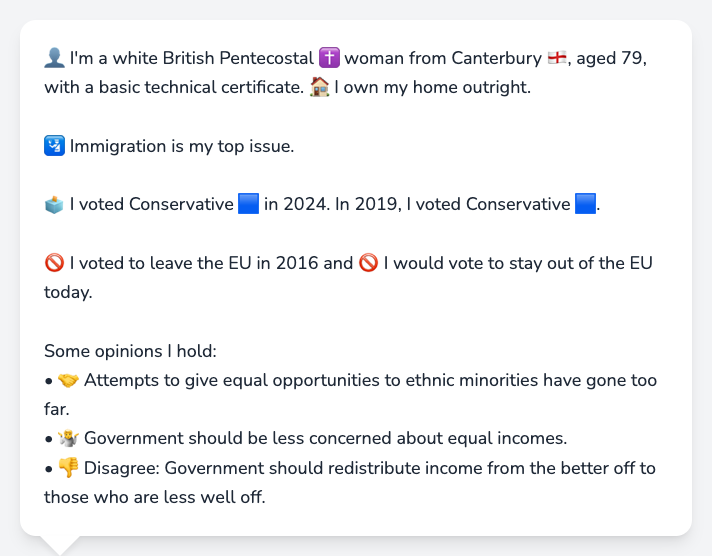 👤 I'm a white British Pentecostal ✝️ woman from Canterbury 🏴󠁧󠁢󠁥󠁮󠁧󠁿, aged 79,
with a basic technical certificate. 🏠 I own my home outright.
🛂 Immigration is my top issue.
🗳️ I voted Conservative 🟦 in 2024. In 2019, I voted Conservative 🟦.
🚫 I voted to leave the EU in 2016 and 🚫 I would vote to stay out of the EU
today.
Some opinions I hold:
• 🤝 Attempts to give equal opportunities to ethnic minorities have gone too
far.
• 🤷 Government should be less concerned about equal incomes.
• 👎 Disagree: Government should redistribute income from the better off to
those who are less well off.